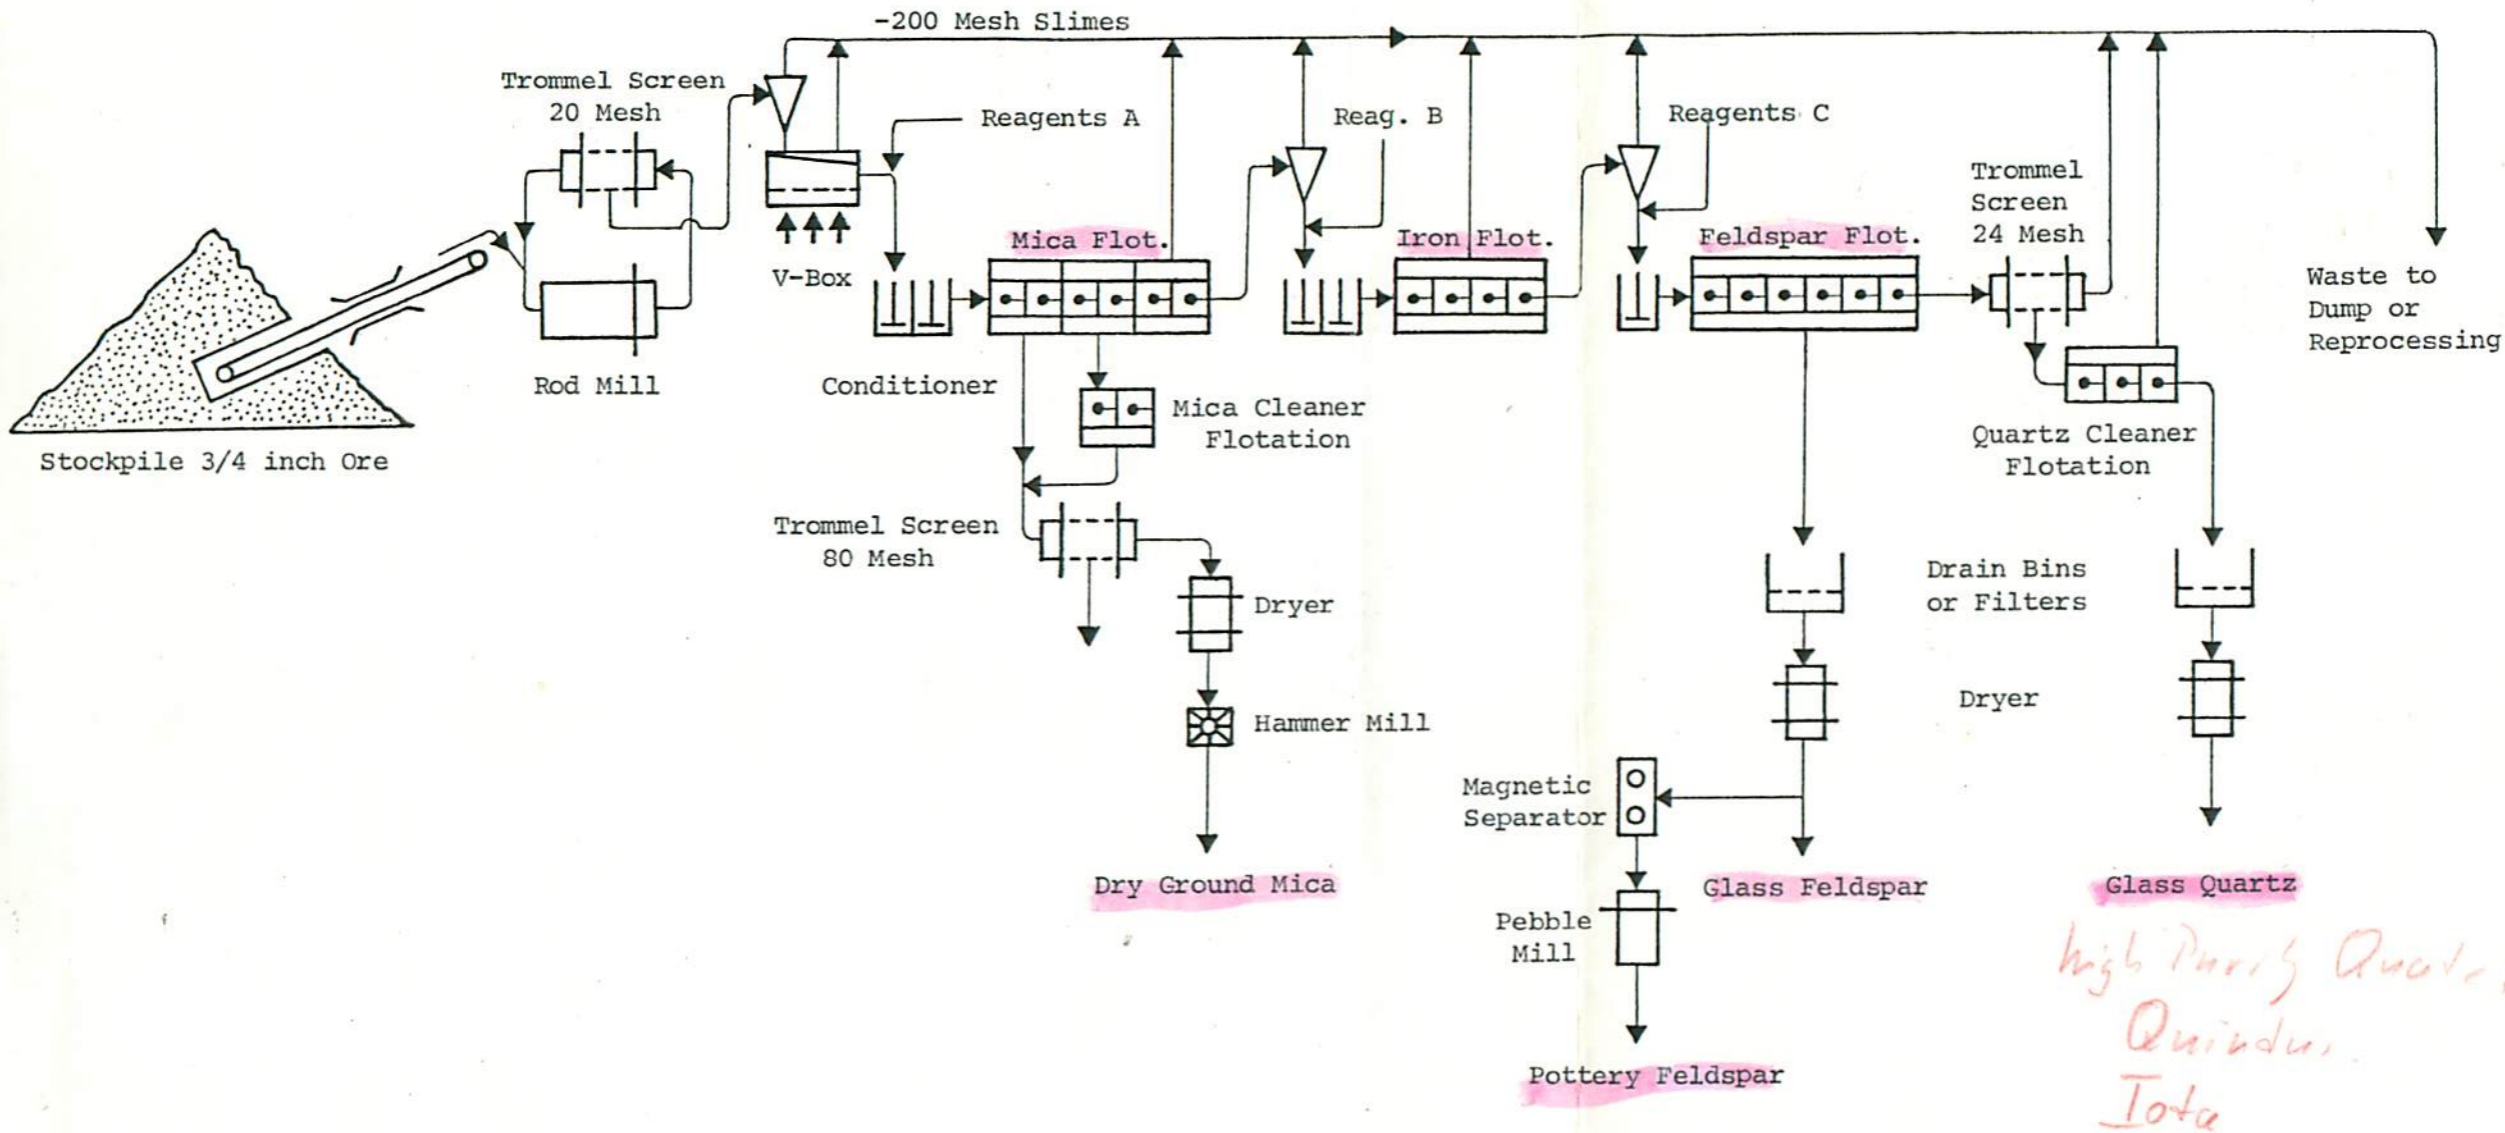 -200 Mesh Slimes
Trommel Screen
20 Mesh
Reagents A
Reag. B
Reagents C
Trommel
Screen
24 Mesh
V-Box
Mica Flot.
Iron Flot.
Feldspar Flot.
Waste to
Dump or
Reprocessing
Rod Mill
Conditioner
Mica Cleaner
Flotation
Quartz Cleaner
Flotation
Stockpile 3/4 inch Ore
Trommel Screen
80 Mesh
Dryer
Drain Bins
or Filters
Hammer Mill
Dryer
Magnetic
Separator
Dry Ground Mica
Glass Feldspar
Glass Quartz
Pebble
Mill
Pottery Feldspar
high
Iota